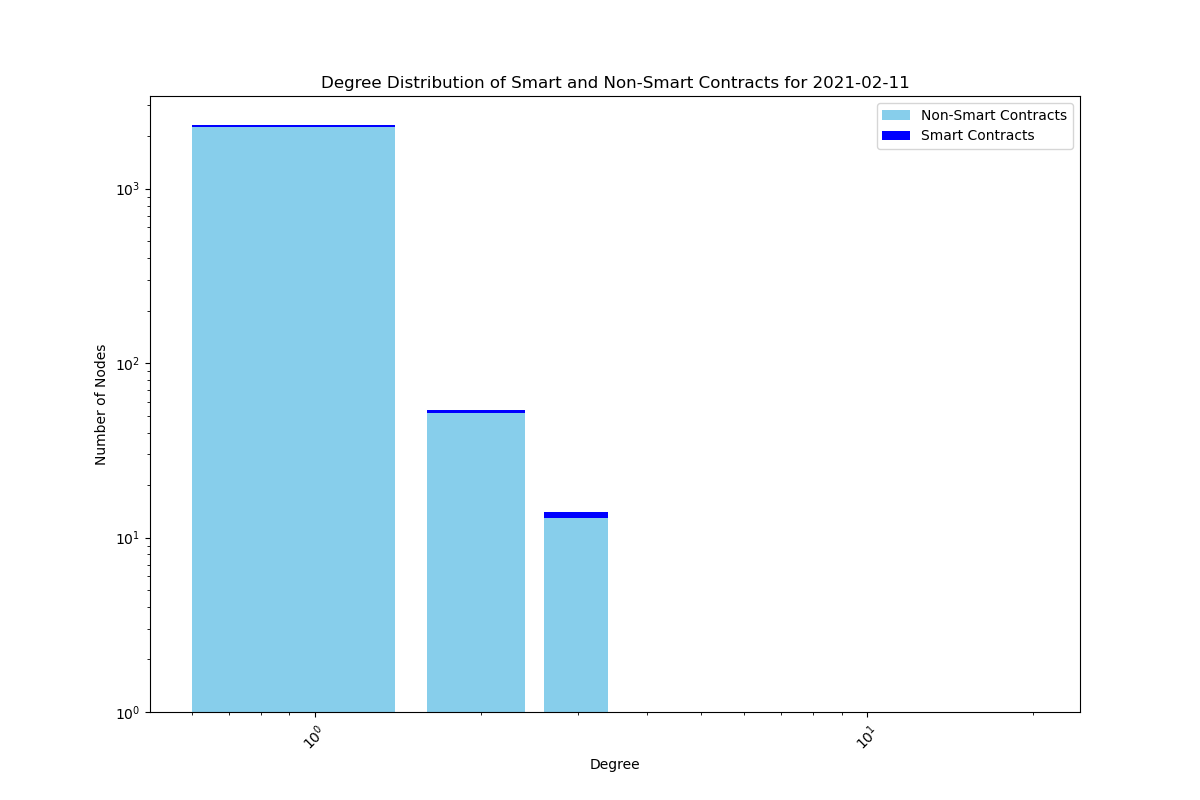 Degree Distribution of Smart and Non-Smart Contracts for 2021-02-11
Non-Smart Contracts
Smart Contracts
Number of Nodes
10³
10²
10¹
10⁰
10⁰
10¹
Degree